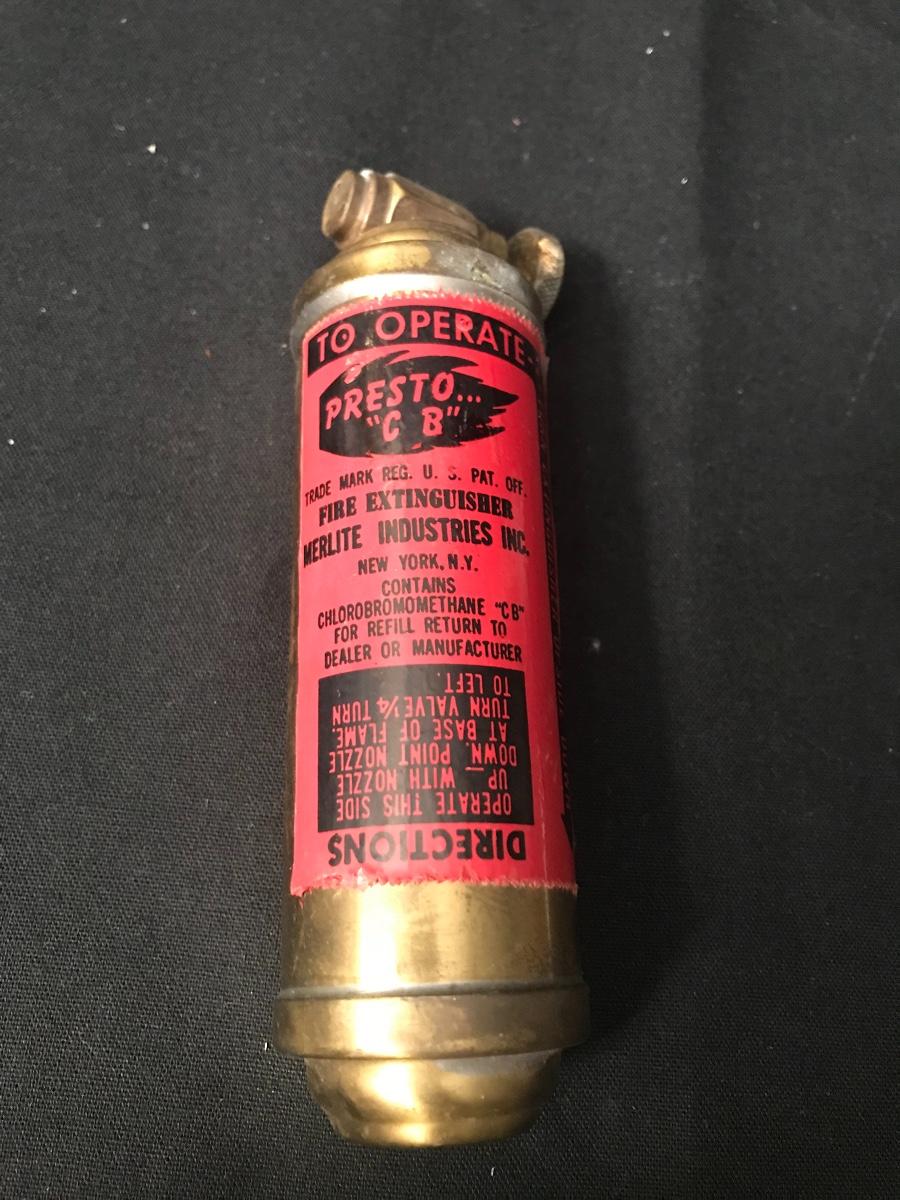 TO OPERATE-
PRESTO...
"C B"
TRADE MARK REG. U. S. PAT. OFF.
FIRE EXTINGUISHER
MERLITE INDUSTRIES INC.
NEW YORK, N.Y.
CONTAINS
CHLOROBROMOMETHANE "CB"
FOR REFILL RETURN TO
DEALER OR MANUFACTURER
DIRECTIONS
OPERATE THIS SIDE
UP WITH NOZZLE
DOWN. POINT NOZZLE
AT BASE OF FLAME.
TURN VALVE ¼ TURN
TO LEFT.